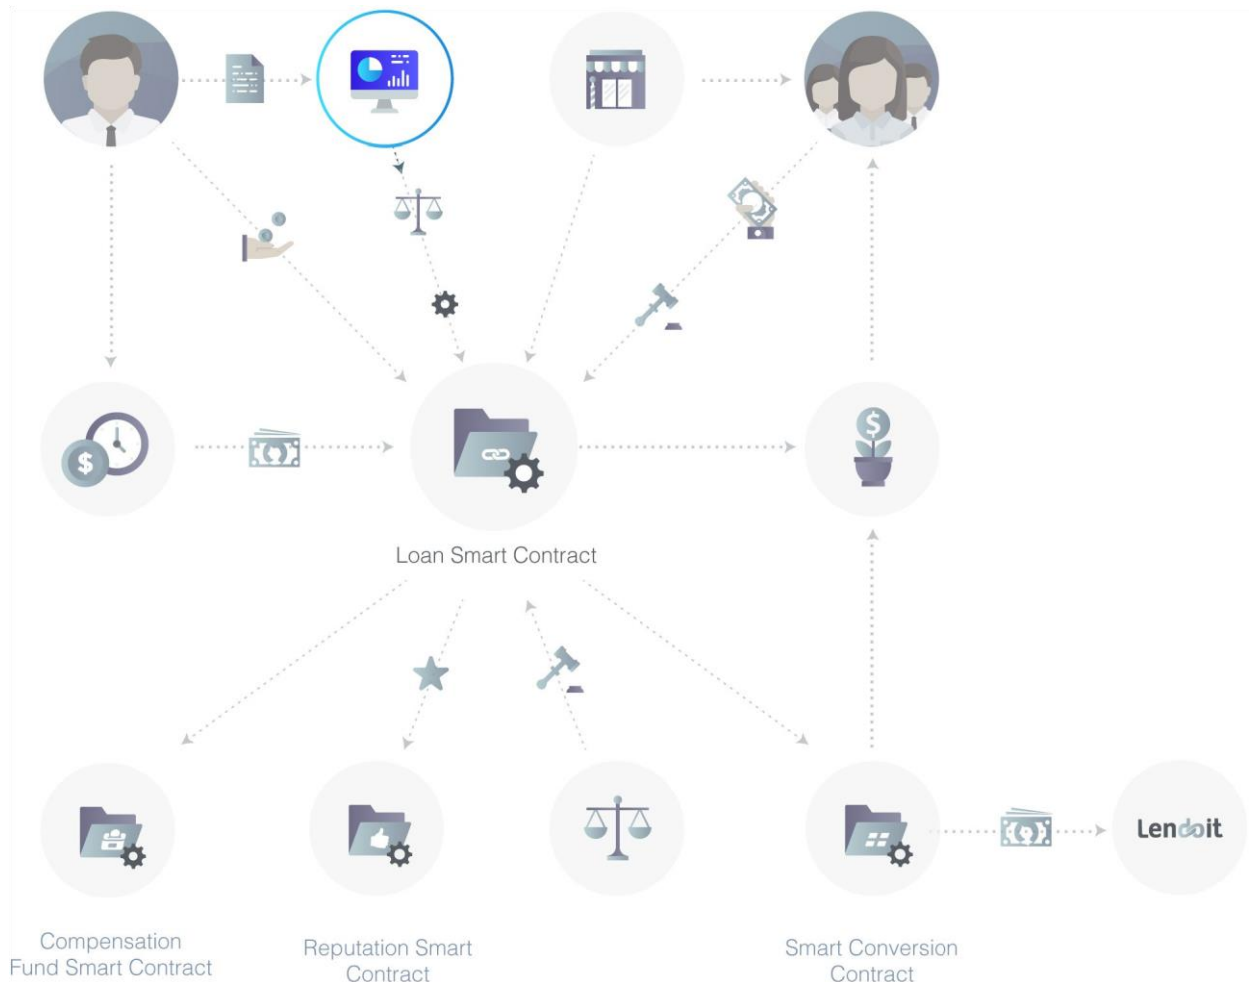 $
$
Loan Smart Contract
Lendoit
Compensation
Fund Smart Contract
Reputation Smart
Contract
Smart Conversion
Contract